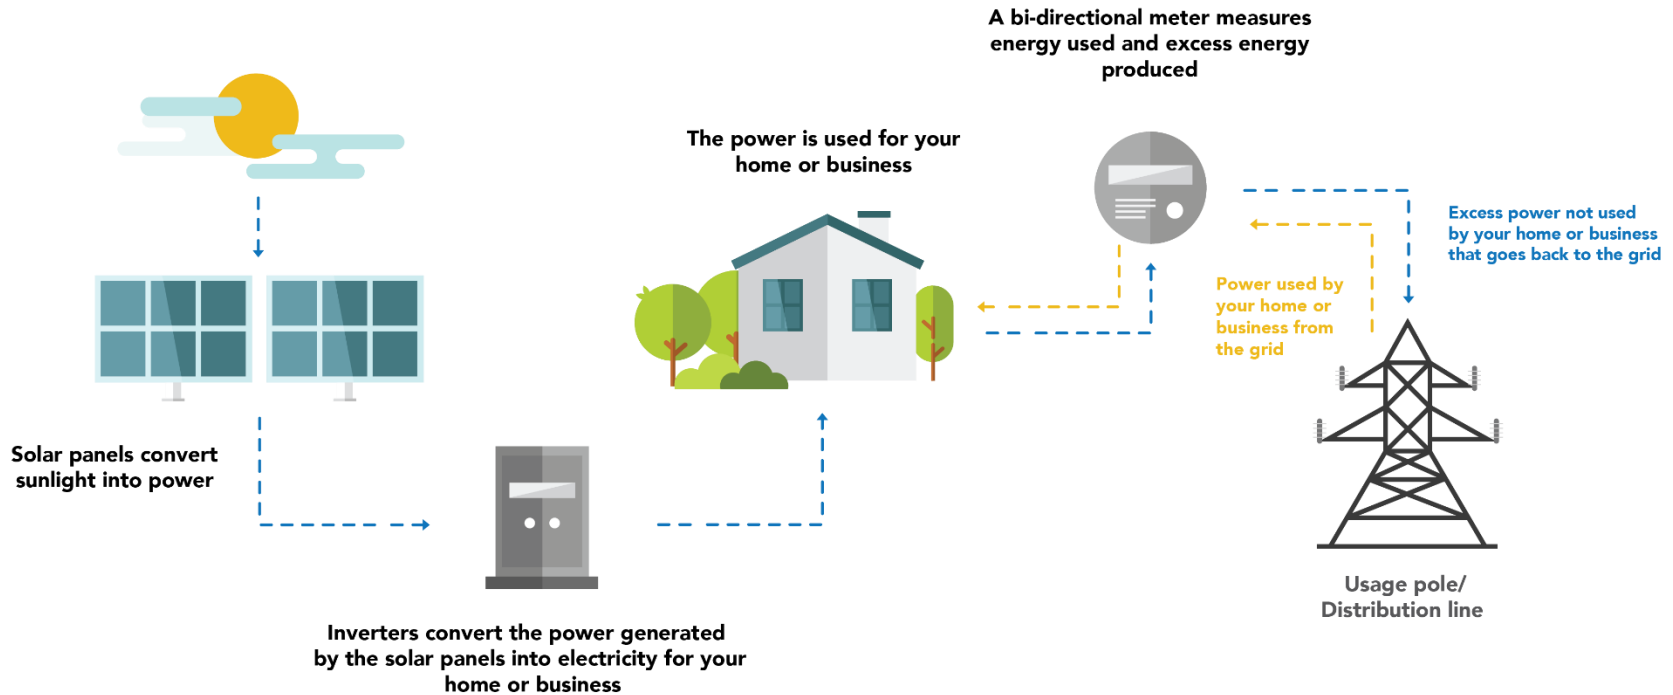 A bi-directional meter measures
energy used and excess energy
produced
The power is used for your
home or business
Excess power not used
by your home or business
that goes back to the grid
Power used by
your home or
business from
the grid
Solar panels convert
sunlight into power
Usage pole/
Distribution line
Inverters convert the power generated
by the solar panels into electricity for your
home or business